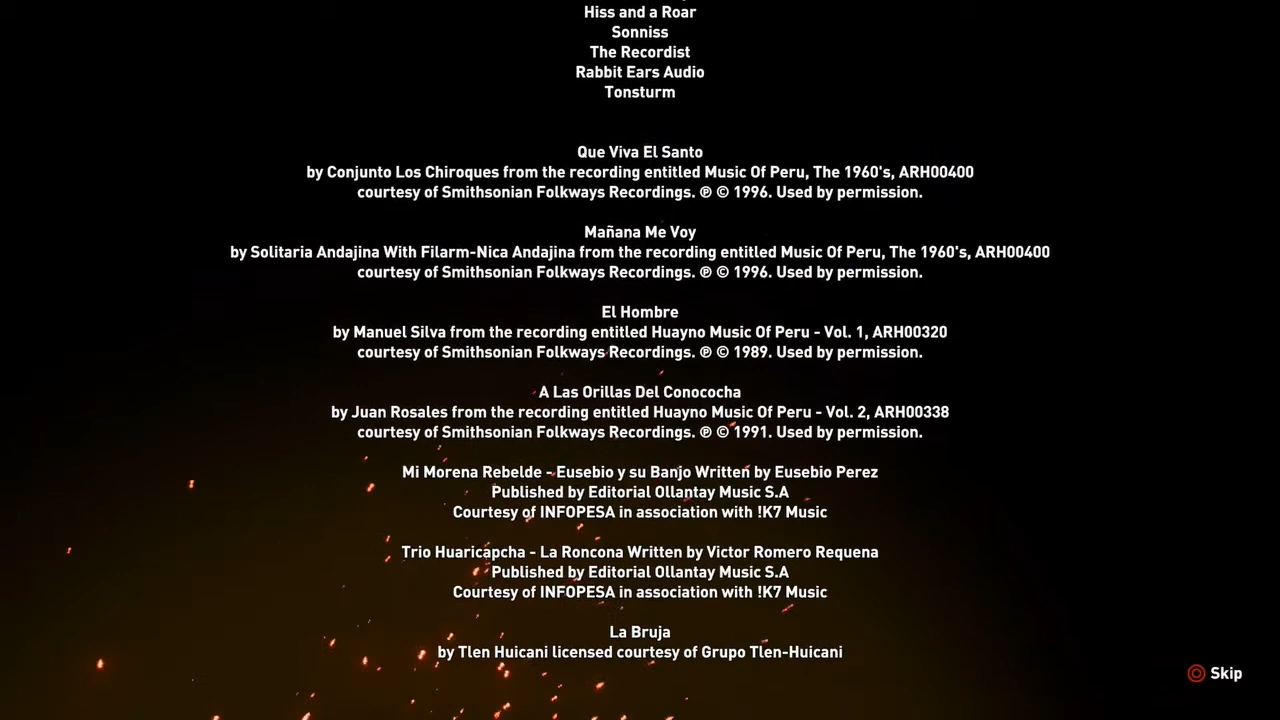 Hiss and a Roar
Sonniss
The Recordist
Rabbit Ears Audio
Tonsturm
Que Viva El Santo
by Conjunto Los Chiroques from the recording entitled Music Of Peru, The 1960's, ARH00400
courtesy of Smithsonian Folkways Recordings. ℗ © 1996. Used by permission.
Mañana Me Voy
by Solitaria Andajina With Filarm-Nica Andajina from the recording entitled Music Of Peru, The 1960's, ARH00400
courtesy of Smithsonian Folkways Recordings. ℗ © 1996. Used by permission.
El Hombre
by Manuel Silva from the recording entitled Huayno Music Of Peru - Vol. 1, ARH00320
courtesy of Smithsonian Folkways Recordings. ℗ © 1989. Used by permission.
A Las Orillas Del Conococha
by Juan Rosales from the recording entitled Huayno Music Of Peru - Vol. 2, ARH00338
courtesy of Smithsonian Folkways Recordings. ℗ © 1991. Used by permission.
Mi Morena Rebelde - Eusebio y su Banjo Written by Eusebio Perez
Published by Editorial Ollantay Music S.A
Courtesy of INFOPESA in association with !K7 Music
Trio Huaricapcha - La Roncona Written by Victor Romero Requena
Published by Editorial Ollantay Music S.A
Courtesy of INFOPESA in association with !K7 Music
La Bruja
by Tlen Huicani licensed courtesy of Grupo Tlen-Huicani
Skip